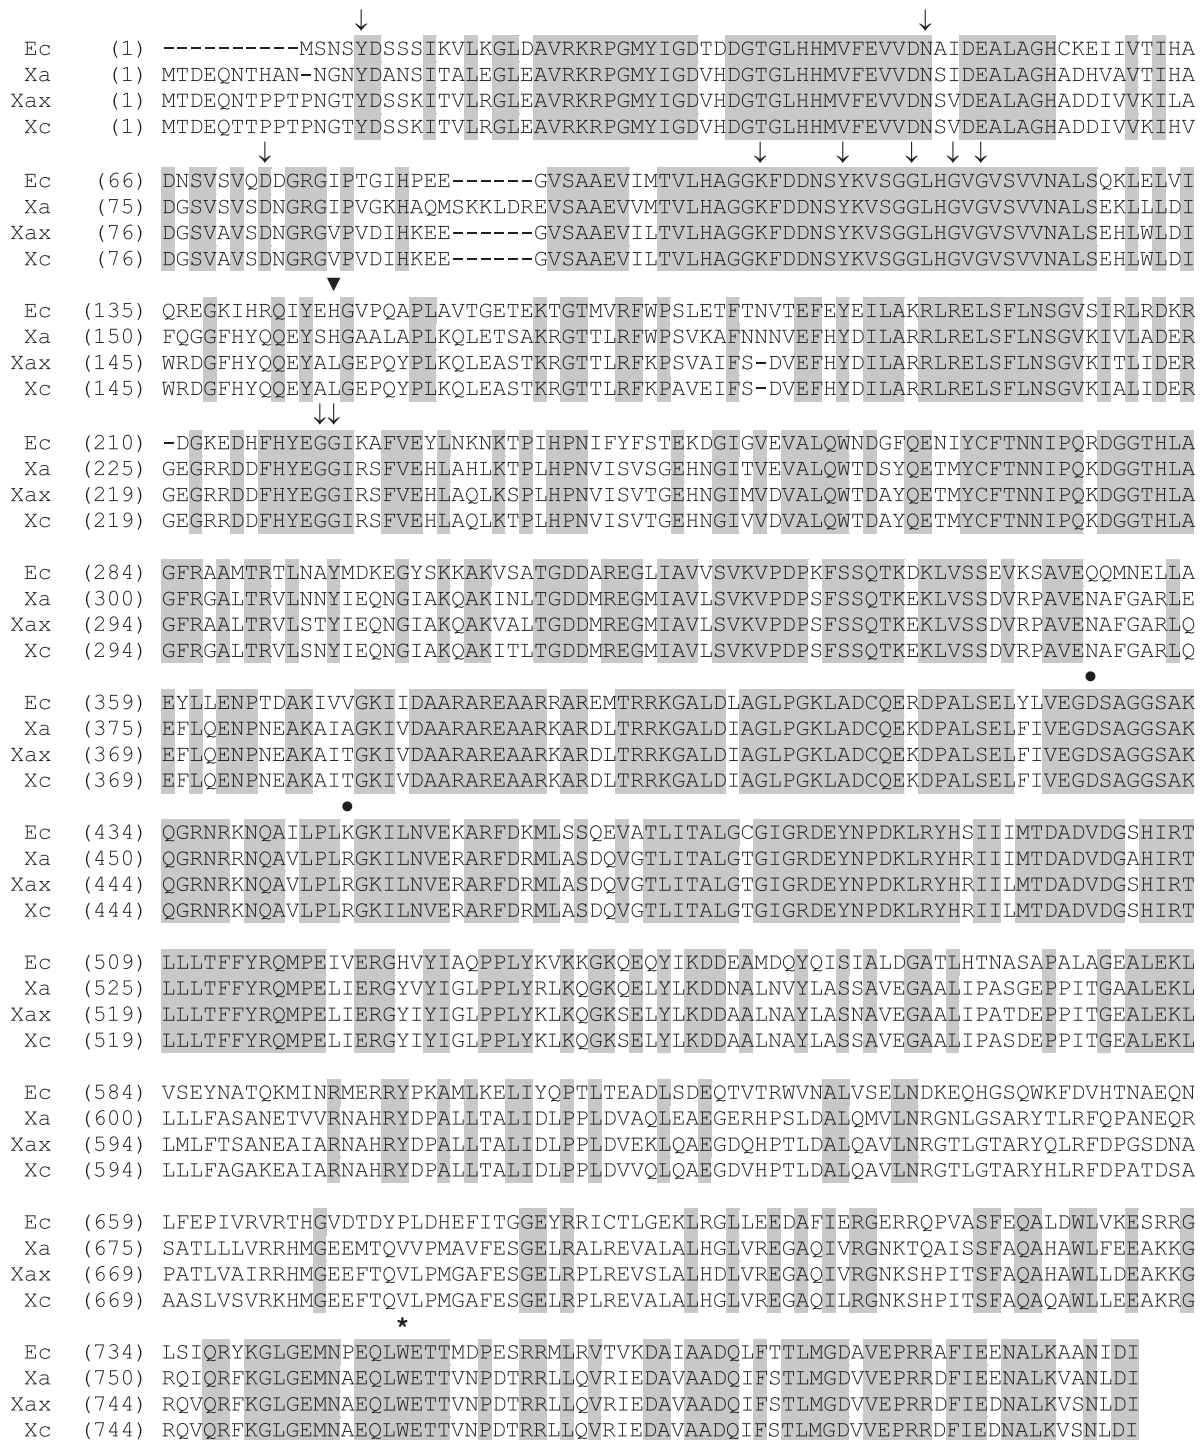 ↓ ↓
Ec (1) ----------MSNSYDSSSIKVLKGLDAVRKRPGMYIGDTDDGTGLHHMVFEVVDNAIDEALAGHCKEIIVTIHA
Xa (1) MTDEQNTHAN-NGNYDANSITALEGLEAVRKRPGMYIGDVHDGTGLHHMVFEVVDNSIDEALAGHADHVAVTIHA
Xax (1) MTDEQNTPPTPNGTYDSSKITVLRGLEAVRKRPGMYIGDVHDGTGLHHMVFEVVDNSVDEALAGHADDIVVKILA
Xc (1) MTDEQTTPPTPNGTYDSSKITVLRGLEAVRKRPGMYIGDVHDGTGLHHMVFEVVDNSVDEALAGHADDIVVKIHV
↓ ↓ ↓ ↓ ↓ ↓
Ec (66) DNSVSVQDDGRGIPTGIHPEE------GVSAAEVIMTVLHAGGKFDDNSYKVSGGLHGVGVSVVNALSQKLELVI
Xa (75) DGSVSVSDNGRGIPVGKHAQMSKKLDREVSAAEVVMTVLHAGGKFDDNSYKVSGGLHGVGVSVVNALSEKLLLDI
Xax (76) DGSVAVSDNGRGVPVDIHKEE------GVSAAEVILTVLHAGGKFDDNSYKVSGGLHGVGVSVVNALSEHLWLDI
Xc (76) DGSVAVSDNGRGVPVDIHKEE------GVSAAEVILTVLHAGGKFDDNSYKVSGGLHGVGVSVVNALSEHLWLDI
▼
Ec (135) QREGKIHRQIYEHGVPQAPLAVTGETEKTGTMVRFWPSLETFTNVTEFEYEILAKRLRELSFLNSGVSIRLRDKR
Xa (150) FQGGFHYQQEYSHGAALAPLKQLETSAKRGTTLRFWPSVKAFNNNVEFHYDILARRLRELSFLNSGVKIVLADER
Xax (145) WRDGFHYQQEYALGEPQYPLKQLEASTKRGTTLRFKPSVAIFS-DVEFHYDILARRLRELSFLNSGVKITLIDER
Xc (145) WRDGFHYQQEYALGEPQYPLKQLEASTKRGTTLRFKPAVEIFS-DVEFHYDILARRLRELSFLNSGVKIALIDER
↓↓
Ec (210) -DGKEDHFHYEGGIKAFVEYLNKNKTPIHPNIFYFSTEKDGIGVEVALQWNDGFQENIYCFTNNIPQRDGGTHLA
Xa (225) GEGRRDDFHYEGGIRSFVEHLAHLKTPLHPNVISVSGEHNGITVEVALQWTDSYQETMYCFTNNIPQKDGGTHLA
Xax (219) GEGRRDDFHYEGGIRSFVEHLAQLKSPLHPNVISVTGEHNGIMVDVALQWTDAYQETMYCFTNNIPQKDGGTHLA
Xc (219) GEGRRDDFHYEGGIRSFVEHLAQLKTPLHPNVISVTGEHNGIVVDVALQWTDAYQETMYCFTNNIPQKDGGTHLA
Ec (284) GFRAAMTRTLNAYMDKEGYSKKAKVSATGDDAREGLIAVVSVKVPDPKFSSQTKDKLVSSEVKSAVEQQMNELLA
Xa (300) GFRGALTRVLNNYIEQNGIAKQAKINLTGDDMREGMIAVLSVKVPDPSFSSQTKEKLVSSDVRPAVENAFGARLE
Xax (294) GFRAALTRVLSTYIEQNGIAKQAKVALTGDDMREGMIAVLSVKVPDPSFSSQTKEKLVSSDVRPAVENAFGARLQ
Xc (294) GFRGALTRVLSNYIEQNGIAKQAKITLTGDDMREGMIAVLSVKVPDPSFSSQTKEKLVSSDVRPAVENAFGARLQ
●
Ec (359) EYLLENPTDAKIVVGKIIDAARAREAARRAREMTRRKGALDLAGLPGKLADCQERDPALSELYLVEGDSAGGSAK
Xa (375) EFLQENPNEAKAIAGKIVDAARAREAARKARDLTRRKGALDIAGLPGKLADCQEKDPALSELFIVEGDSAGGSAK
Xax (369) EFLQENPNEAKAITGKIVDAARAREAARKARDLTRRKGALDIAGLPGKLADCQEKDPALSELFIVEGDSAGGSAK
Xc (369) EFLQENPNEAKAITGKIVDAARAREAARKARDLTRRKGALDIAGLPGKLADCQEKDPALSELFIVEGDSAGGSAK
●
Ec (434) QGRNRKNQAILPLKGKILNVEKARFDKMLSSQEVATLITALGCGIGRDEYNPDKLRYHSIIIMTDADVDGSHIRT
Xa (450) QGRNRRNQAVLPLRGKILNVERARFDRMLASDQVGTLITALGTGIGRDEYNPDKLRYHRIIIMTDADVDGAHIRT
Xax (444) QGRNRKNQAVLPLRGKILNVERARFDRMLASDQVGTLITALGTGIGRDEYNPDKLRYHRIILMTDADVDGSHIRT
Xc (444) QGRNRKNQAVLPLRGKILNVERARFDRMLASDQVGTLITALGTGIGRDEYNPDKLRYHRIILMTDADVDGSHIRT
Ec (509) LLLTFFYRQMPEIVERGHVYIAQPPLYKVKKGKQEQYIKDDEAMDQYQISIALDGATLHTNASAPALAGEALEKL
Xa (525) LLLTFFYRQMPELIERGYVYIGLPPLYRLKQGKQELYLKDDNALNVYLASSAVEGAALIPASGEPPITGAALEKL
Xax (519) LLLTFFYRQMPELIERGYIYIGLPPLYKLKQGKSELYLKDDAALNAYLASNAVEGAALIPATDEPPITGEALEKL
Xc (519) LLLTFFYRQMPELIERGYIYIGLPPLYKLKQGKSELYLKDDAALNAYLASSAVEGAALIPASDEPPITGEALEKL
Ec (584) VSEYNATQKMINRMERRYPKAMLKELIYQPTLTEADLSDEQTVTRWVNALVSELNDKEQHGSQWKFDVHTNAEQN
Xa (600) LLLFASANETVVRNAHRYDPALLTALIDLPPLDVAQLEAEGERHPSLDALQMVLNRGNLGSARYTLRFQPANEQR
Xax (594) LMLFTSANEAIARNAHRYDPALLTALIDLPPLDVEKLQAEGDQHPTLDALQAVLNRGTLGTARYQLRFDPGSDNA
Xc (594) LLLFAGAKEAIARNAHRYDPALLTALIDLPPLDVVQLQAEGDVHPTLDALQAVLNRGTLGTARYHLRFDPATDSA
Ec (659) LFEPIVRVRTHGVDTDYPLDHEFITGGEYRRICTLGEKLRGLLEEDAFIERGERRQPVASFEQALDWLVKESRRG
Xa (675) SATLLLVRRHMGEEMTQVVPMAVFESGELRALREVALALHGLVREGAQIVRGNKTQAISSFAQAHAWLFEEAKKG
Xax (669) PATLVAIRRHMGEEFTQVLPMGAFESGELRPLREVSLALHDLVREGAQIVRGNKSHPITSFAQAHAWLLDEAKKG
Xc (669) AASLVSVRKHMGEEFTQVLPMGAFESGELRPLREVALALHGLVREGAQILRGNKSHPITSFAQAQAWLLEEAKRG
*
Ec (734) LSIQRYKGLGEMNPEQLWETTMDPESRRMLRVTVKDAIAADQLFTTLMGDAVEPRRAFIEENALKAANIDI
Xa (750) RQIQRFKGLGEMNAEQLWETTVNPDTRRLLQVRIEDAVAADQIFSTLMGDVVEPRRDFIEENALKVANLDI
Xax (744) RQVQRFKGLGEMNAEQLWETTVNPDTRRLLQVRIEDAVAADQIFSTLMGDVVEPRRDFIEDNALKVSNLDI
Xc (744) RQVQRFKGLGEMNAEQLWETTVNPDTRRLLQVRIEDAVAADQIFSTLMGDVVEPRRDFIEDNALKVSNLDI